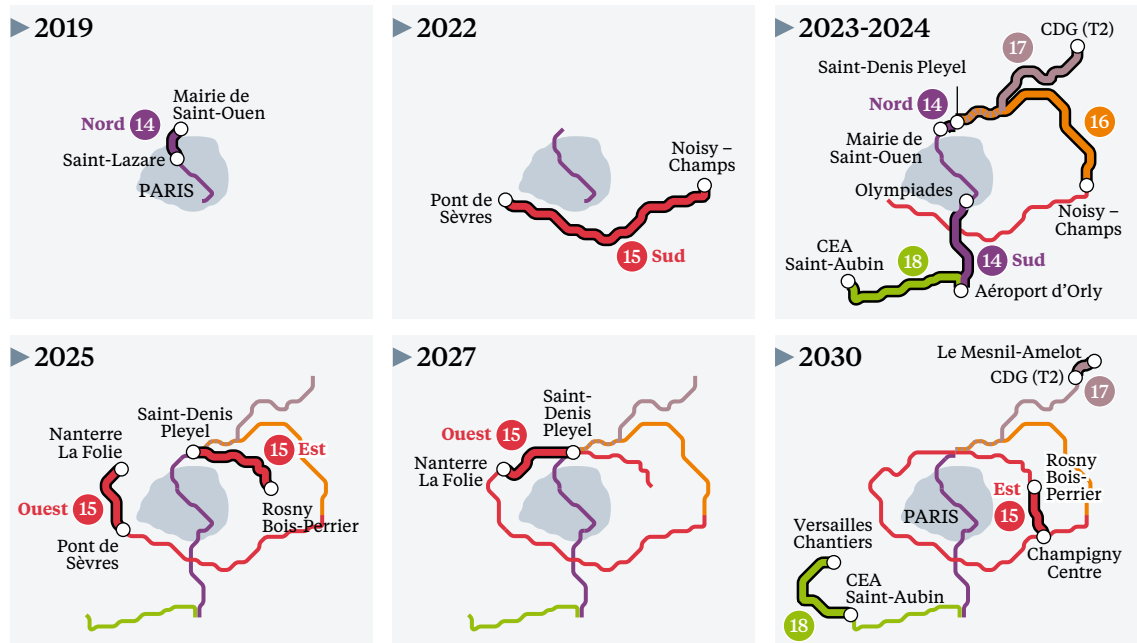 2019
Mairie de
Saint-Ouen
Nord 14
Saint-Lazare
PARIS
2022
Noisy –
Champs
Pont de
Sèvres
15 Sud
2023-2024
CDG (T2)
17
Saint-Denis Pleyel
Nord 14
16
Mairie de
Saint-Ouen
Olympiades
Noisy –
Champs
CEA
Saint-Aubin
18
14 Sud
Aéroport d’Orly
2025
Saint-Denis
Pleyel
Nanterre
La Folie
15 Est
Ouest 15
Rosny
Bois-Perrier
Pont de
Sèvres
2027
Saint-
Denis
Pleyel
Ouest 15
Nanterre
La Folie
2030
Le Mesnil-Amelot
CDG (T2)
17
Rosny
Bois-
Perrier
Est
15
PARIS
Versailles
Chantiers
Champigny
Centre
CEA
Saint-Aubin
18